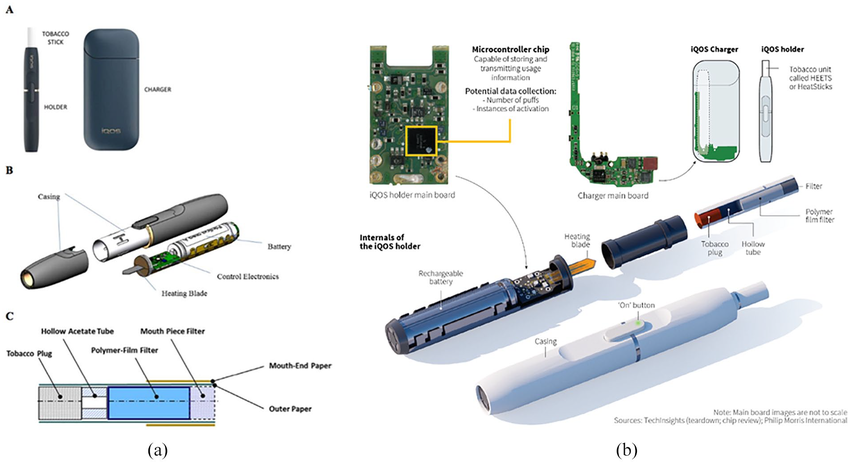 A
TOBACCO
STICK
HOLDER
CHARGER
iqos
B
Casing
Battery
Control Electronics
Heating Blade
C
Hollow Acetate Tube
Mouth Piece Filter
Tobacco Plug
Polymer-Film Filter
Mouth-End Paper
Outer Paper
(a)
Microcontroller chip
Capable of storing and
transmitting usage
information
Potential data collection:
- Number of puffs
- Instances of activation
iQOS holder main board
Charger main board
iQOS Charger
iQOS holder
Tobacco unit
called HEETS
or HeatSticks
Internals of
the iQOS holder
Rechargeable
battery
Heating
blade
Tobacco
plug
Hollow
tube
Filter
Polymer
film filter
'On' button
Casing
Note: Main board images are not to scale
Sources: TechInsights (teardown; chip review); Philip Morris International
(b)